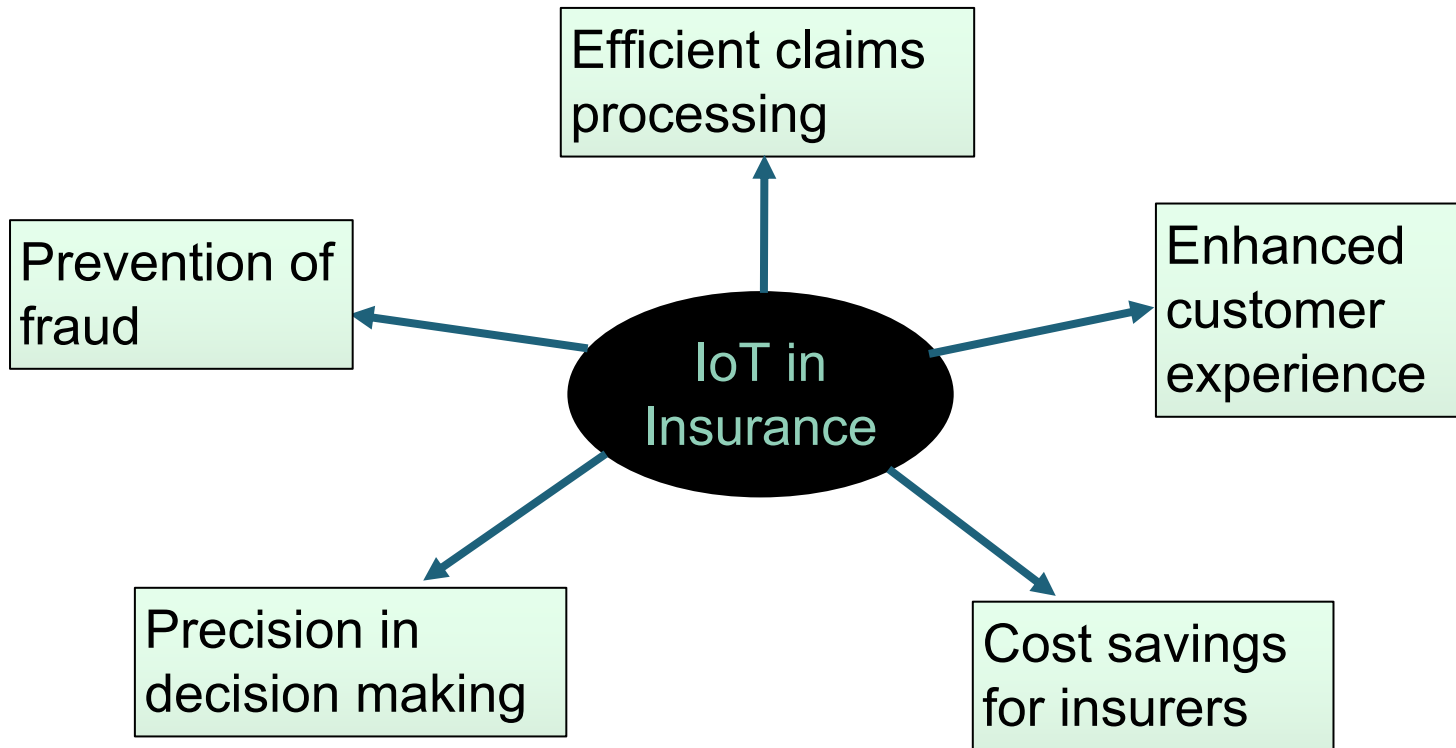 Efficient claims
processing
Prevention of
fraud
Enhanced
customer
experience
IoT in
Insurance
Precision in
decision making
Cost savings
for insurers